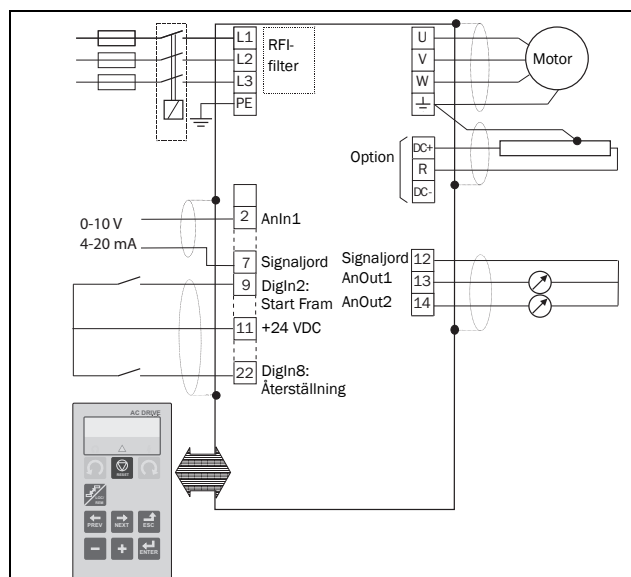 L1
L2
L3
PE
RFI-
filter
U
V
W
Motor
Option
DC+
R
DC-
0-10 V
4-20 mA
2
AnIn1
7
Signaljord
9
DigIn2:
Start Fram
11
+24 VDC
22
DigIn8:
Återställning
Signaljord
12
AnOut1
13
AnOut2
14
AC DRIVE
RESET
PREV
NEXT
ESC
ENTER